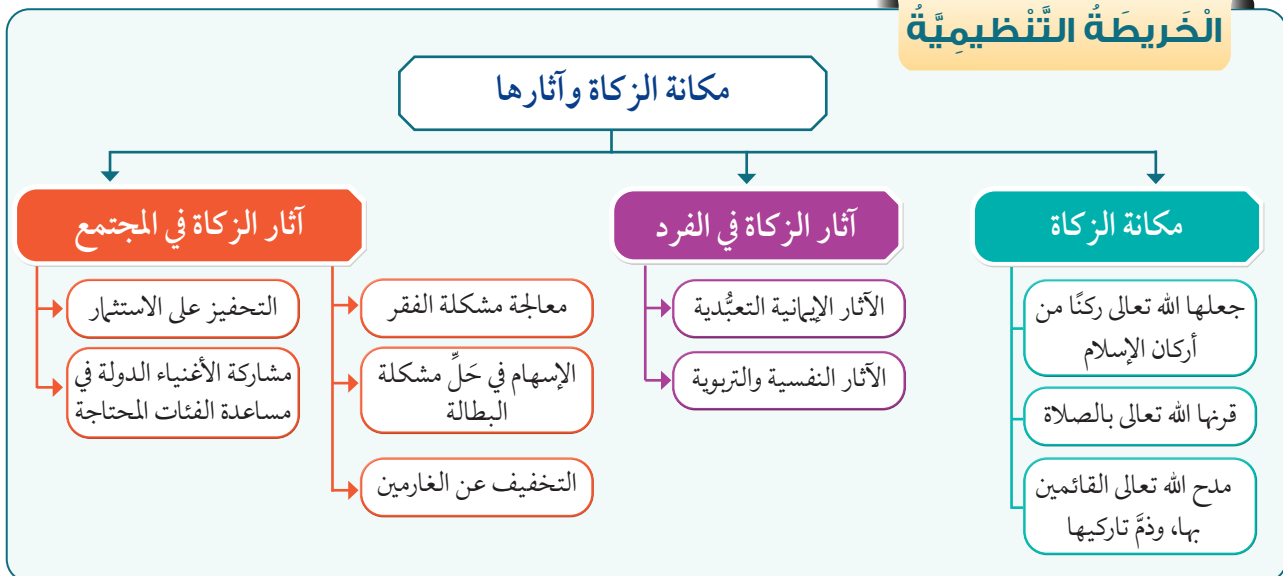 الْخَريطَةُ التَّنْظيمِيَّةُ
مكانة الزكاة وآثارها
مكانة الزكاة
جعلها الله تعالى ركنًا من
أركان الإسلام
قرنها الله تعالى بالصلاة
مدح الله تعالى القائمين
بها، وذمَّ تاركيها
آثار الزكاة في الفرد
الآثار الإيمانية التعبُّدية
الآثار النفسية والتربوية
آثار الزكاة في المجتمع
معالجة مشكلة الفقر
الإسهام في حَلِّ مشكلة
البطالة
التخفيف عن الغارمين
التحفيز على الاستثمار
مشاركة الأغنياء الدولة في
مساعدة الفئات المحتاجة